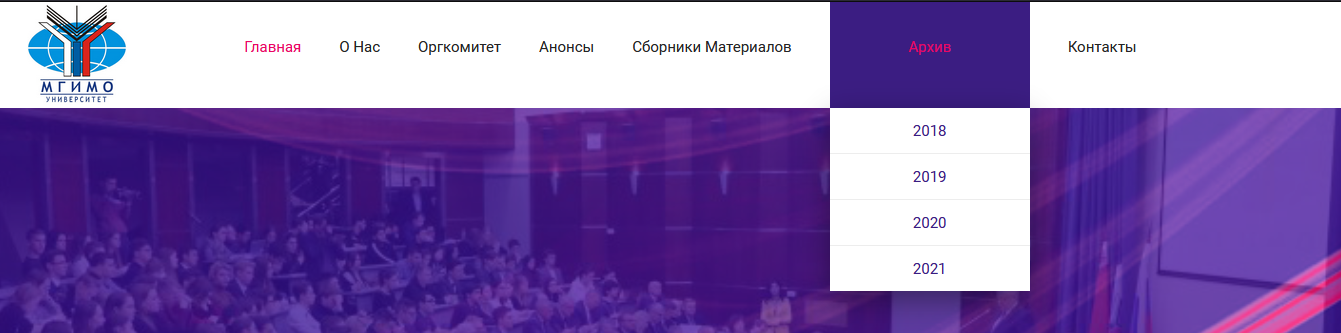 МГИМО
УНИВЕРСИТЕТ
Главная О Нас Оргкомитет Анонсы Сборники Материалов Архив Контакты
2018
2019
2020
2021